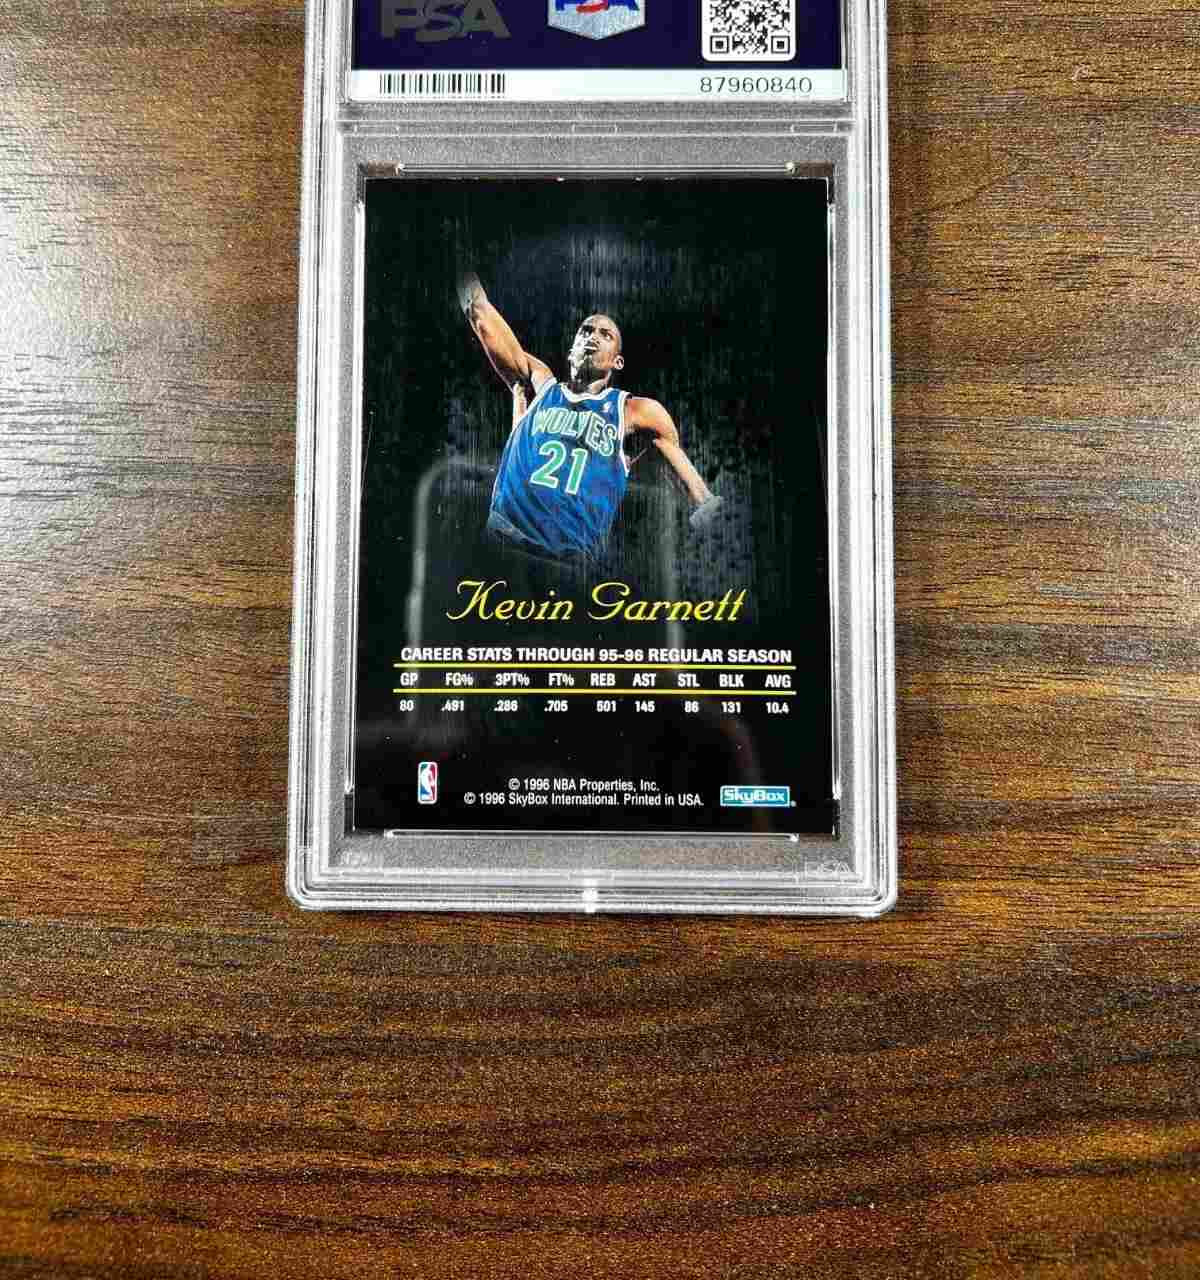 PSA
PSA
87960840
WOLVES
21
Kevin Garnett
CAREER STATS THROUGH 95-96 REGULAR SEASON
GP FG% 3PT% FT% REB AST STL BLK AVG
80 .491 .286 .705 501 145 86 131 10.4
© 1996 NBA Properties, Inc.
© 1996 SkyBox International. Printed in USA.
SkyBox®
PSA